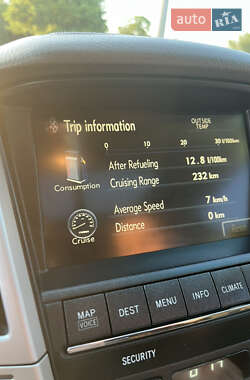 AUTO RIA .com
Trip information
OUTSIDE
TEMP
0 10 20 30 l/100km
After Refueling 12.8 l/100km
Cruising Range 232 km
Consumption
Average Speed 7 km/h
Distance 0 km
Cruise
MAP
VOICE
DEST
MENU
INFO
CLIMATE
SECURITY